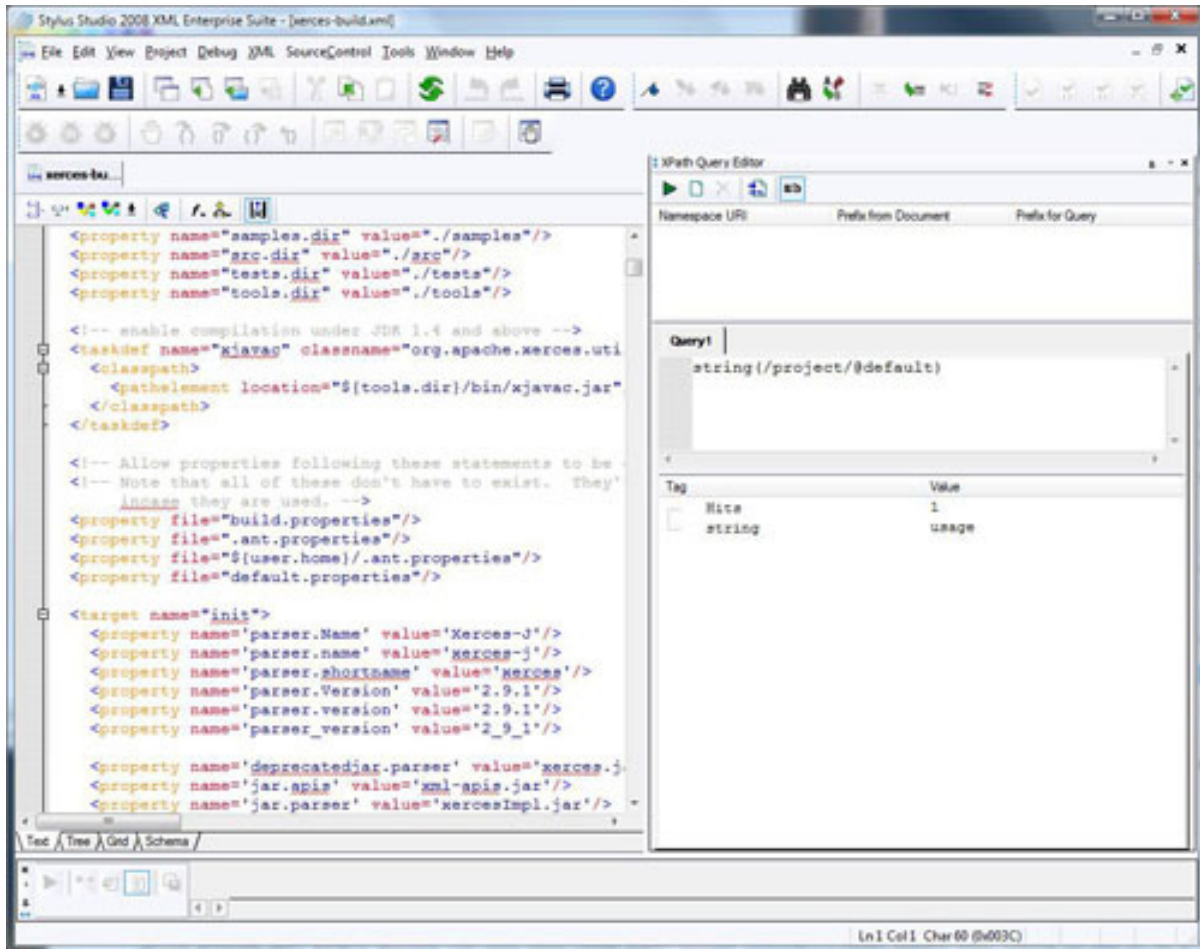 Stylus Studio 2008 XML Enterprise Suite - [xerces-build.xml]
File Edit View Project Debug XML SourceControl Tools Window Help
xerces-bu...
<property name="samples.dir" value="./samples"/>
<property name="src.dir" value="./src"/>
<property name="tests.dir" value="./tests"/>
<property name="tools.dir" value="./tools"/>
<!-- enable compilation under JDK 1.4 and above -->
<taskdef name="xjavac" classname="org.apache.xerces.uti
<classpath>
<pathelement location="${tools.dir}/bin/xjavac.jar"
</classpath>
</taskdef>
<!-- Allow properties following these statements to be
<!-- Note that all of these don't have to exist. They'
incase they are used. -->
<property file="build.properties"/>
<property file=".ant.properties"/>
<property file="${user.home}/.ant.properties"/>
<property file="default.properties"/>
<target name="init">
<property name='parser.Name' value='Xerces-J'/>
<property name='parser.name' value='xerces-j'/>
<property name='parser.shortname' value='xerces'/>
<property name='parser.Version' value='2.9.1'/>
<property name='parser.version' value='2.9.1'/>
<property name='parser_version' value='2_9_1'/>
<property name='deprecatedjar.parser' value='xerces.j
<property name='jar.apis' value='xml-apis.jar'/>
<property name='jar.parser' value='xercesImpl.jar'/>
Text Tree Grid Schema
XPath Query Editor
Namespace URI Prefix from Document Prefix for Query
Query1
string(/project/@default)
Tag Value
Hits 1
string usage
Ln 1 Col 1 Char 60 (0x003C)